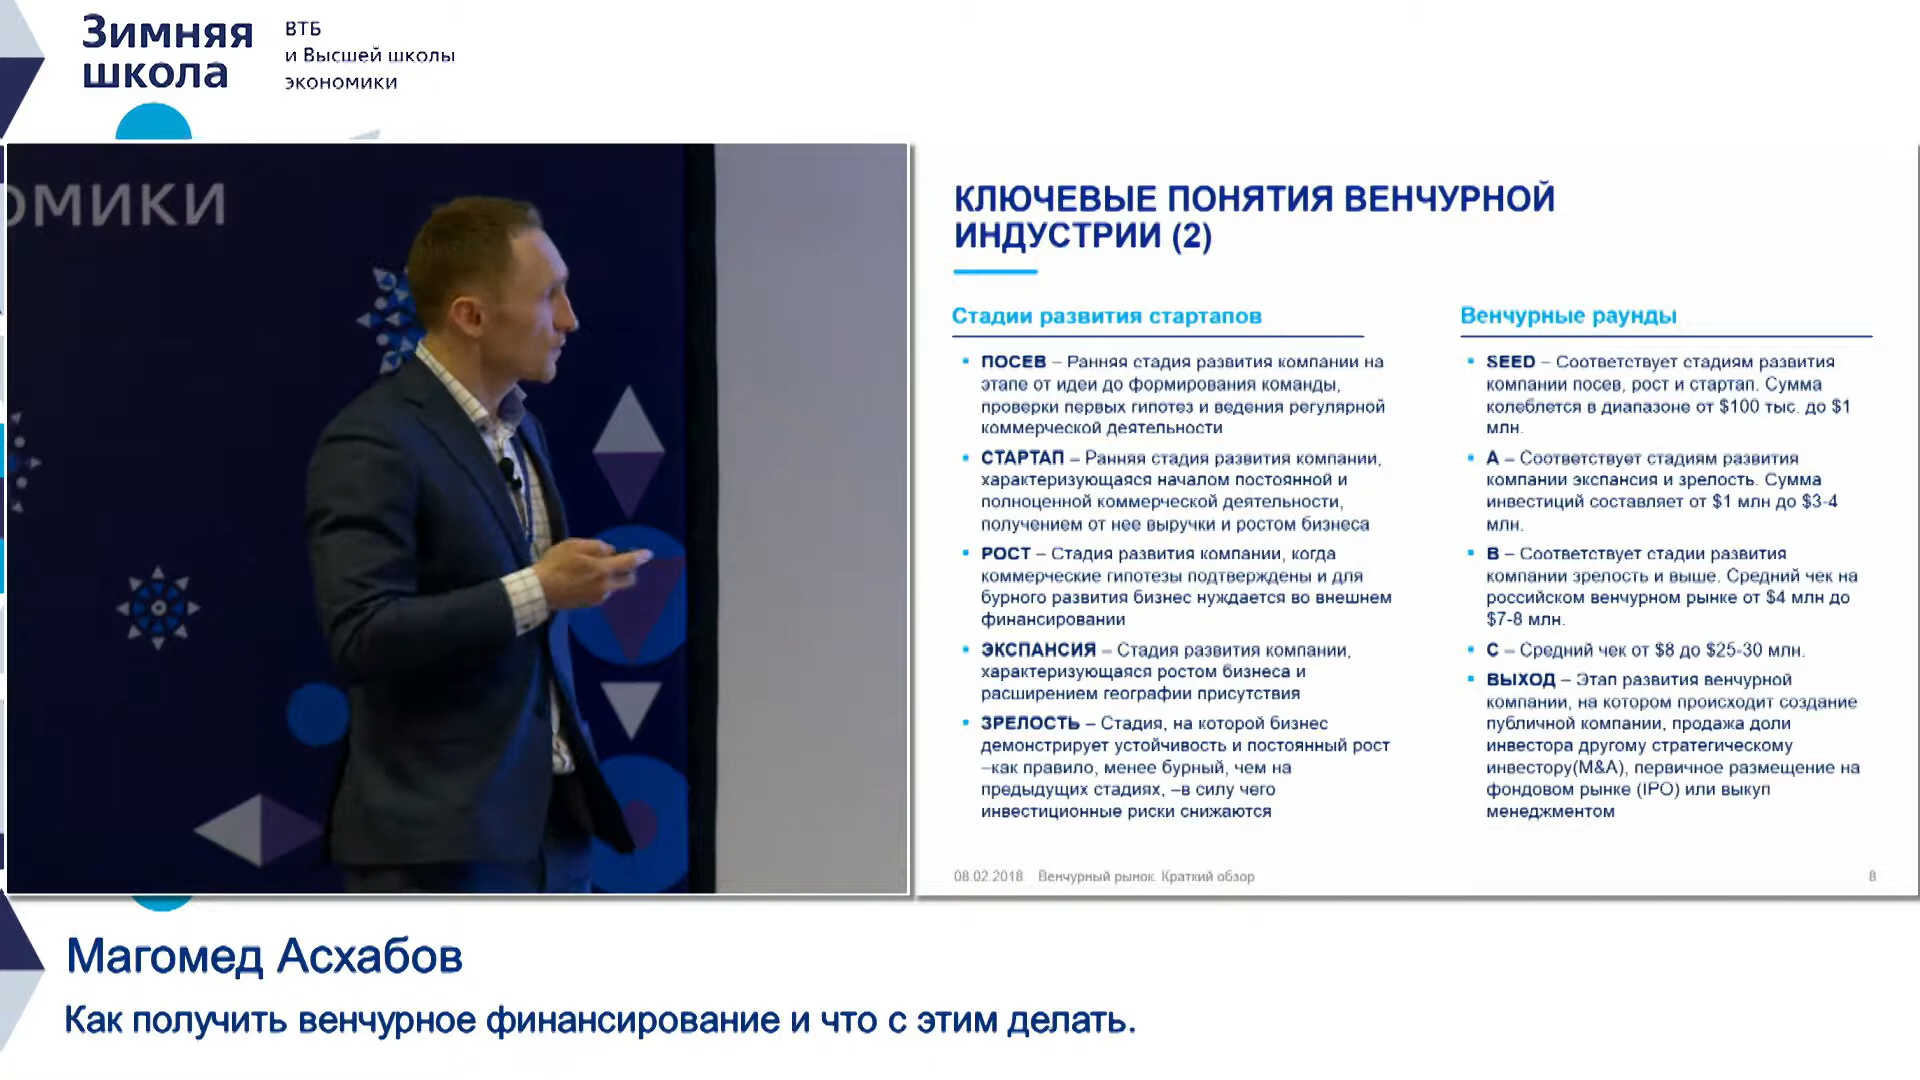 Зимняя
школа
ВТБ
и Высшей школы
экономики
ОМИКИ
КЛЮЧЕВЫЕ ПОНЯТИЯ ВЕНЧУРНОЙ
ИНДУСТРИИ (2)
Стадии развития стартапов
ПОСЕВ – Ранняя стадия развития компании на
этапе от идеи до формирования команды,
проверки первых гипотез и ведения регулярной
коммерческой деятельности
СТАРТАП – Ранняя стадия развития компании,
характеризующаяся началом постоянной и
полноценной коммерческой деятельности,
получением от нее выручки и ростом бизнеса
РОСТ – Стадия развития компании, когда
коммерческие гипотезы подтверждены и для
бурного развития бизнес нуждается во внешнем
финансировании
ЭКСПАНСИЯ – Стадия развития компании,
характеризующаяся ростом бизнеса и
расширением географии присутствия
ЗРЕЛОСТЬ – Стадия, на которой бизнес
демонстрирует устойчивость и постоянный рост
–как правило, менее бурный, чем на
предыдущих стадиях, –в силу чего
инвестиционные риски снижаются
Венчурные раунды
SEED – Соответствует стадиям развития
компании посев, рост и стартап. Сумма
колеблется в диапазоне от $100 тыс. до $1
млн.
A – Соответствует стадиям развития
компании экспансия и зрелость. Сумма
инвестиций составляет от $1 млн до $3-4
млн.
B – Соответствует стадии развития
компании зрелость и выше. Средний чек на
российском венчурном рынке от $4 млн до
$7-8 млн.
C – Средний чек от $8 до $25-30 млн.
ВЫХОД – Этап развития венчурной
компании, на котором происходит создание
публичной компании, продажа доли
инвестора другому стратегическому
инвестору(M&A), первичное размещение на
фондовом рынке (IPO) или выкуп
менеджментом
08.02.2018 Венчурный рынок. Краткий обзор 8
Магомед Асхабов
Как получить венчурное финансирование и что с этим делать.